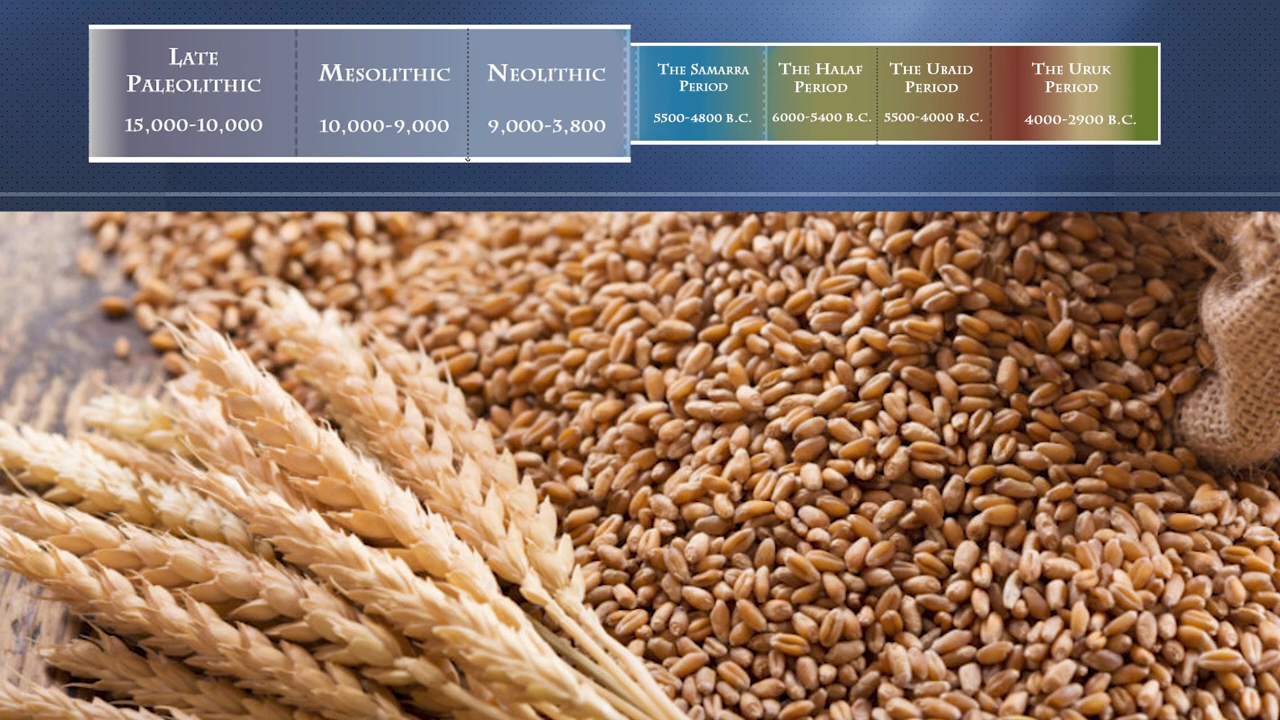 Late
Paleolithic
15,000-10,000
Mesolithic
10,000-9,000
Neolithic
9,000-3,800
The Samarra
Period
5500-4800 B.C.
The Halaf
Period
6000-5400 B.C.
The Ubaid
Period
5500-4000 B.C.
The Uruk
Period
4000-2900 B.C.